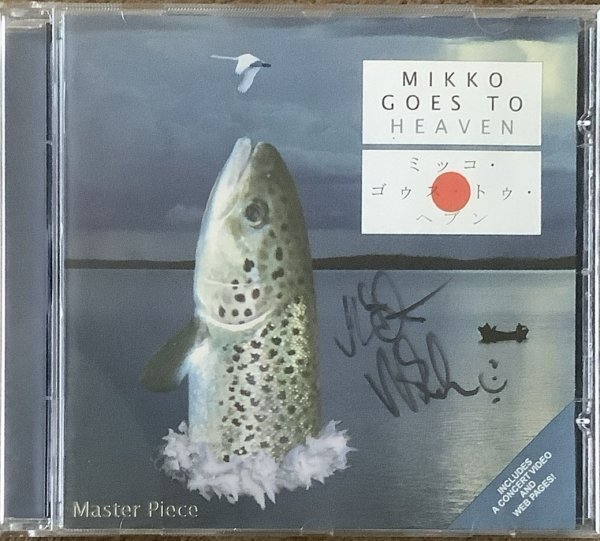 MIKKO
GOES TO
HEAVEN
ミッコ・
ゴゥス・トゥ・
ヘブン
INCLUDES
A CONCERT VIDEO
AND
WEB PAGES!
Master Piece